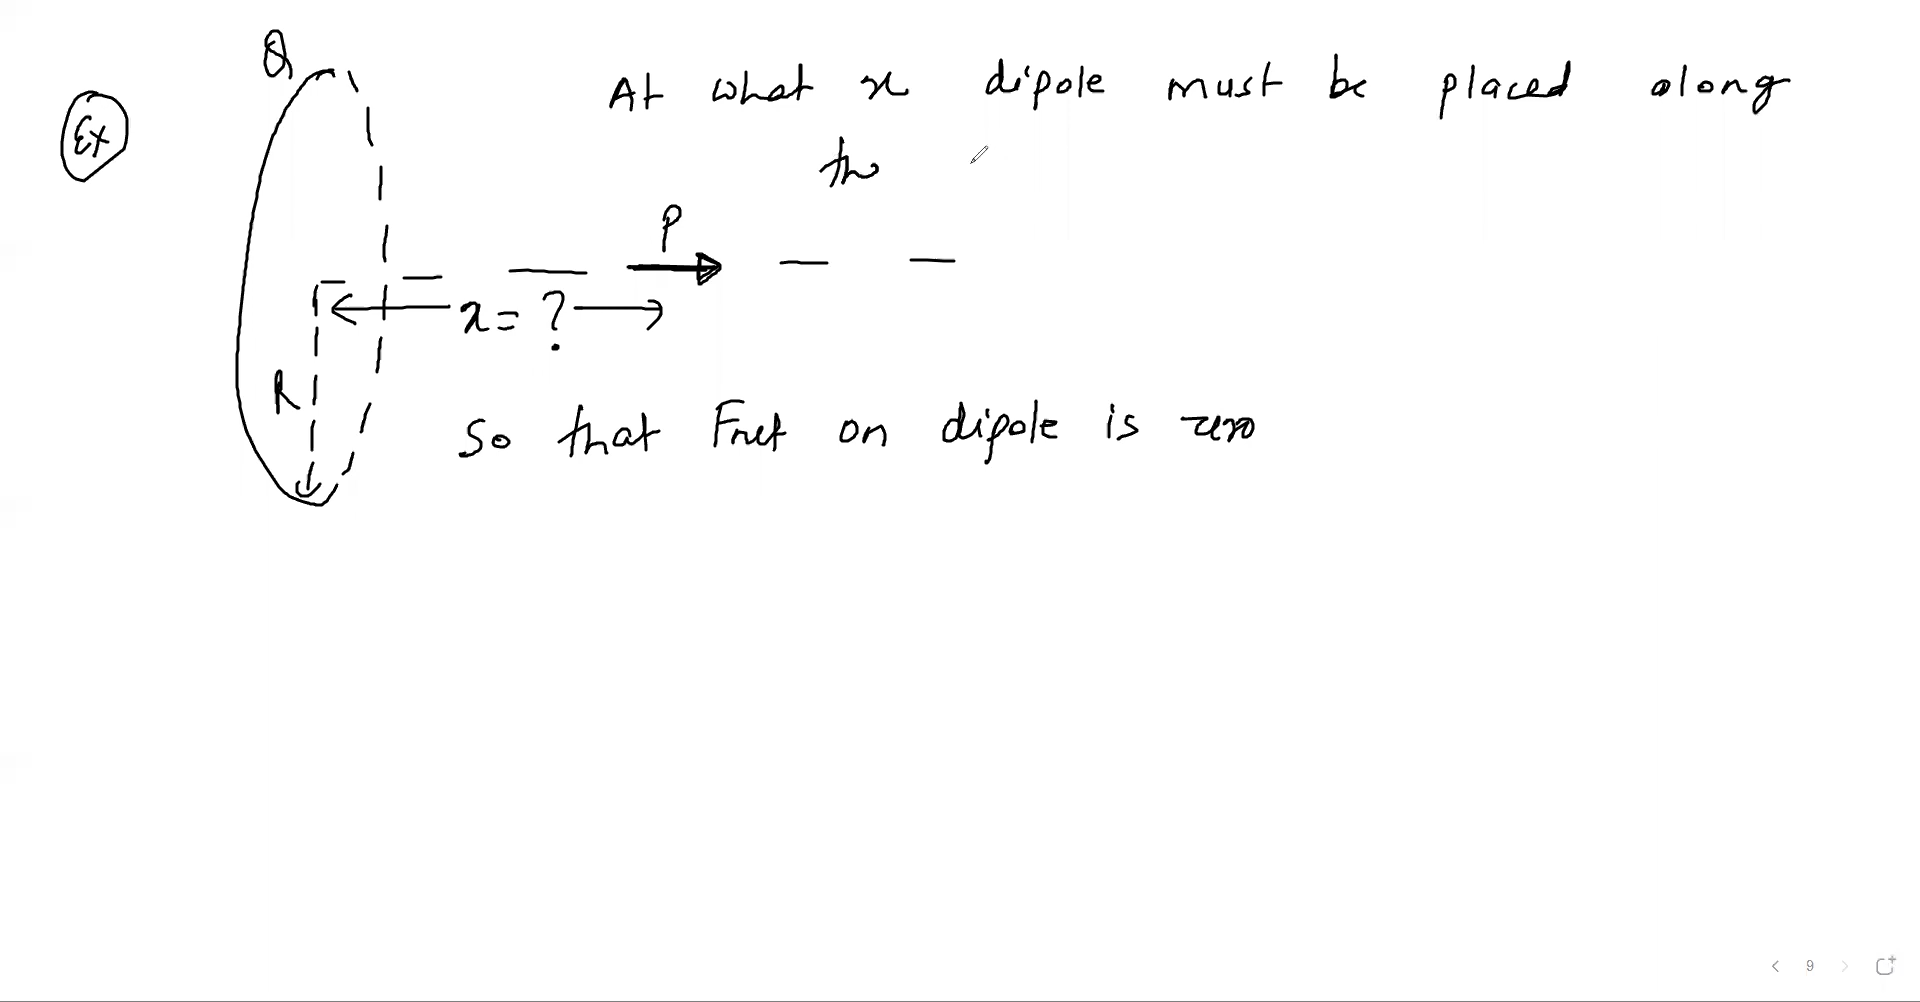 Q
Ex
At what x dipole must be placed along
the
P
x = ?
R
So that Fnet on dipole is zero
9